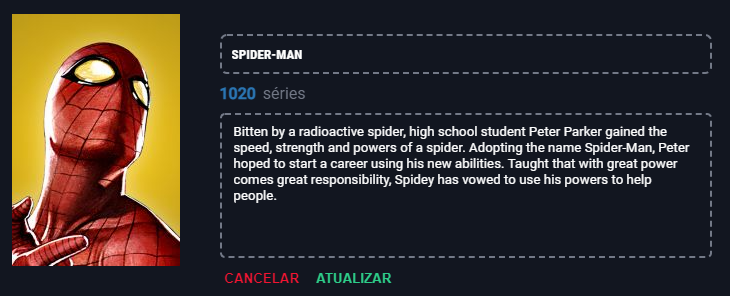 SPIDER-MAN
1020 séries
Bitten by a radioactive spider, high school student Peter Parker gained the
speed, strength and powers of a spider. Adopting the name Spider-Man, Peter
hoped to start a career using his new abilities. Taught that with great power
comes great responsibility, Spidey has vowed to use his powers to help
people.
CANCELAR ATUALIZAR